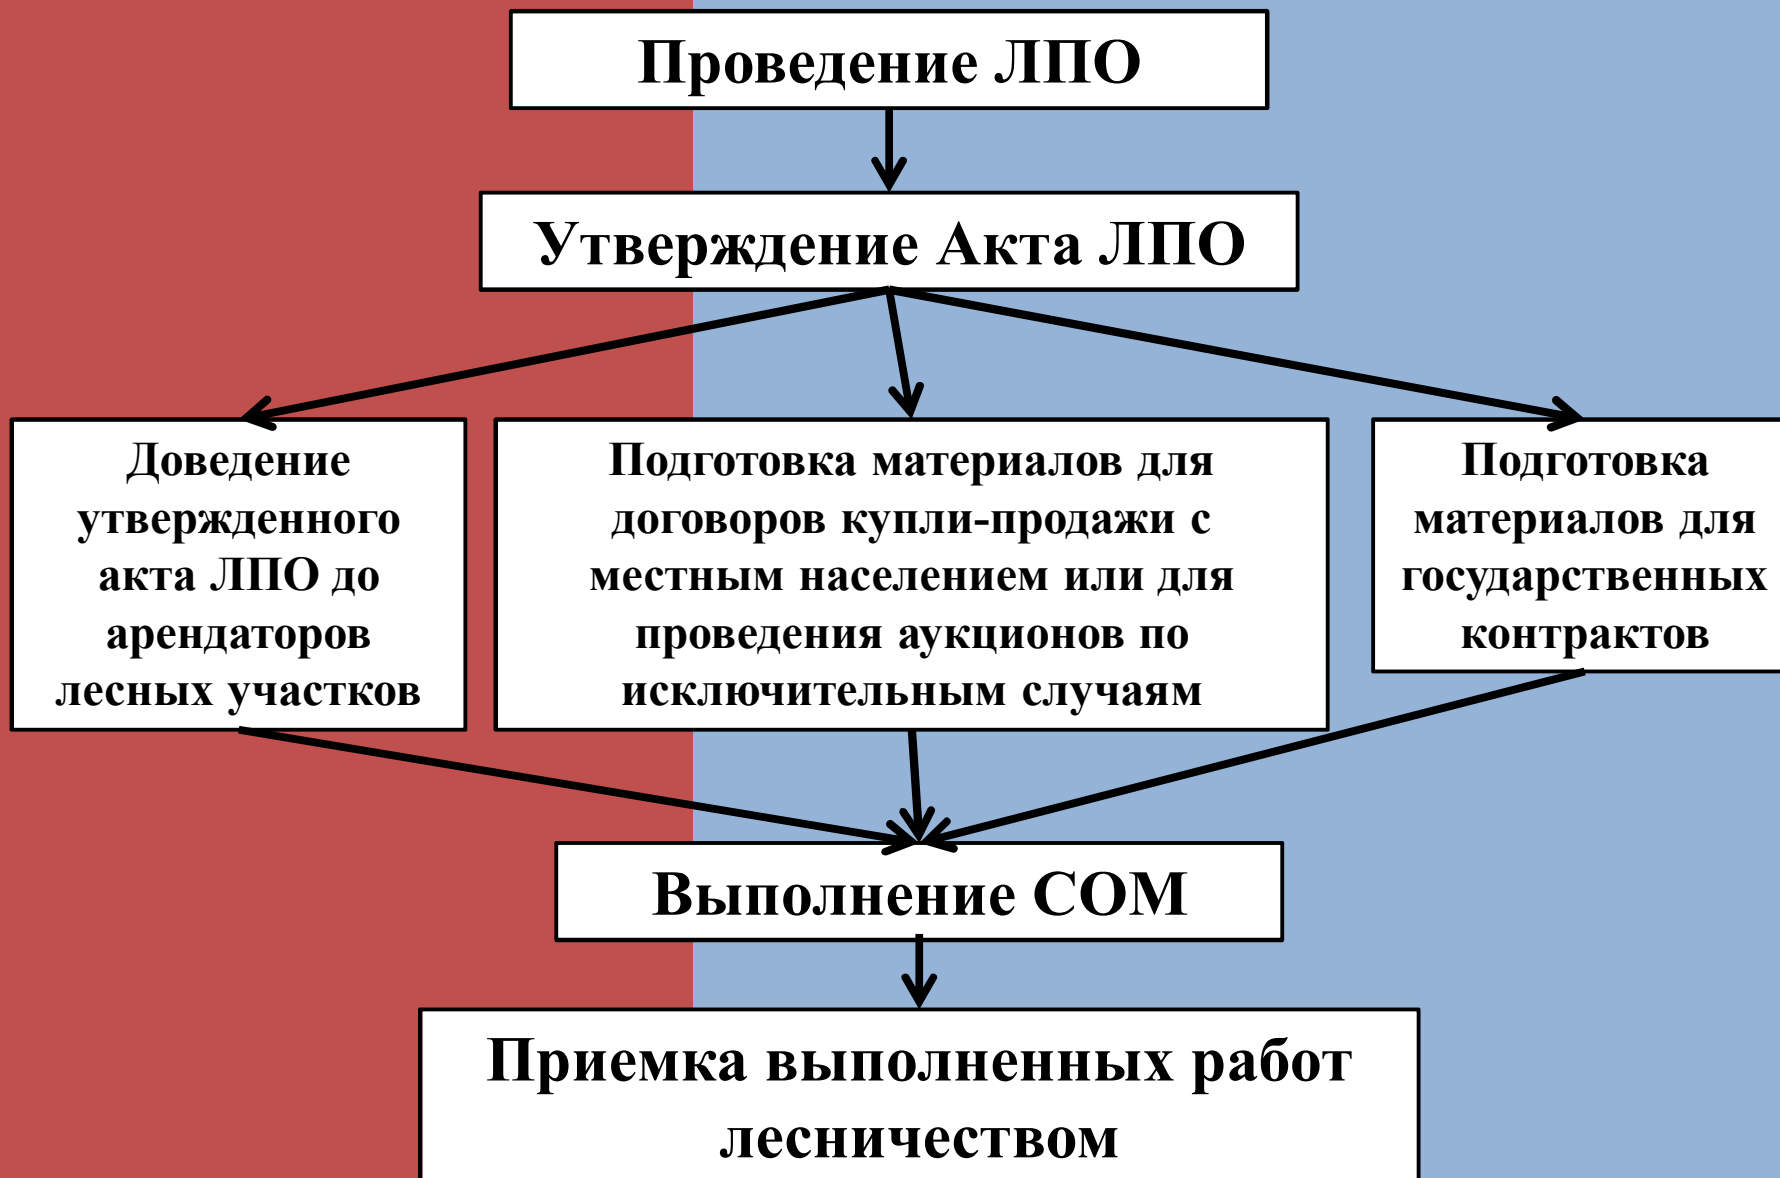 Проведение ЛПО
Утверждение Акта ЛПО
Доведение
утвержденного
акта ЛПО до
арендаторов
лесных участков
Подготовка материалов для
договоров купли-продажи с
местным населением или для
проведения аукционов по
исключительным случаям
Подготовка
материалов для
государственных
контрактов
Выполнение СОМ
Приемка выполненных работ
лесничеством